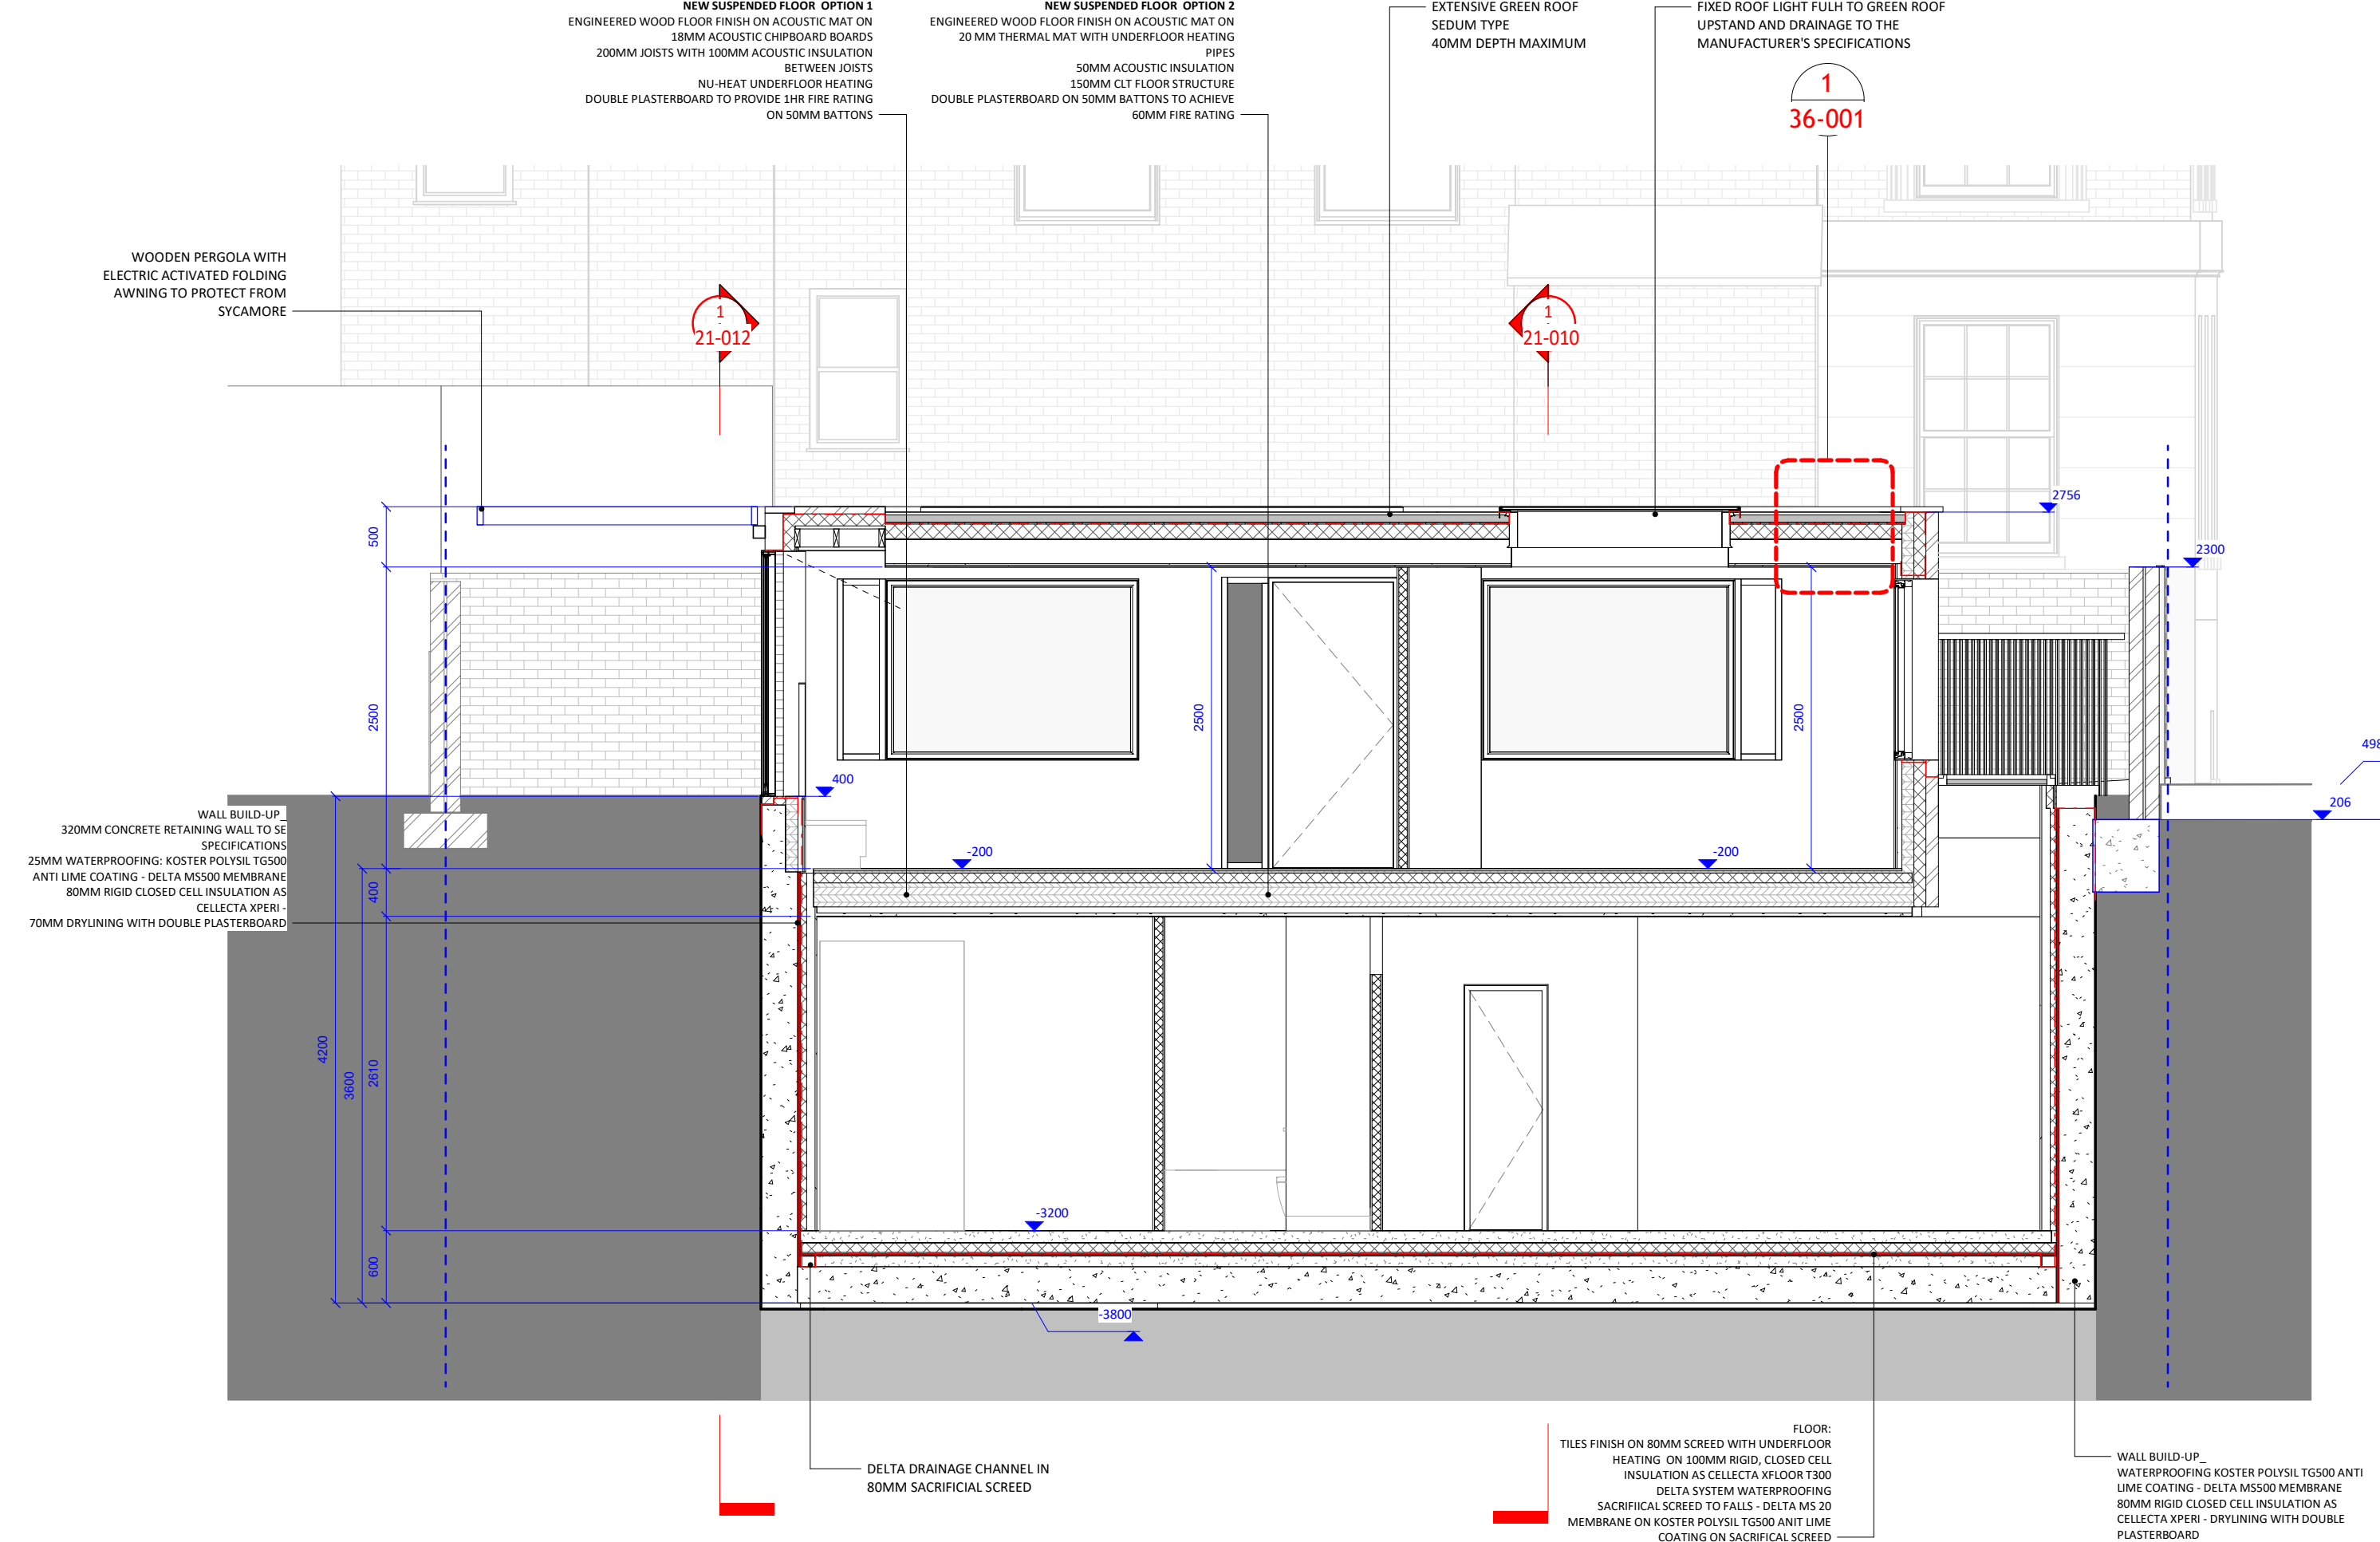 NEW SUSPENDED FLOOR OPTION 1
ENGINEERED WOOD FLOOR FINISH ON ACOUSTIC MAT ON
18MM ACOUSTIC CHIPBOARD BOARDS
200MM JOISTS WITH 100MM ACOUSTIC INSULATION
BETWEEN JOISTS
NU-HEAT UNDERFLOOR HEATING
DOUBLE PLASTERBOARD TO PROVIDE 1HR FIRE RATING
ON 50MM BATTONS
NEW SUSPENDED FLOOR OPTION 2
ENGINEERED WOOD FLOOR FINISH ON ACOUSTIC MAT ON
20 MM THERMAL MAT WITH UNDERFLOOR HEATING
PIPES
50MM ACOUSTIC INSULATION
150MM CLT FLOOR STRUCTURE
DOUBLE PLASTERBOARD ON 50MM BATTONS TO ACHIEVE
60MM FIRE RATING
EXTENSIVE GREEN ROOF
SEDUM TYPE
40MM DEPTH MAXIMUM
FIXED ROOF LIGHT FULH TO GREEN ROOF
UPSTAND AND DRAINAGE TO THE
MANUFACTURER'S SPECIFICATIONS
1
36-001
WOODEN PERGOLA WITH
ELECTRIC ACTIVATED FOLDING
AWNING TO PROTECT FROM
SYCAMORE
1
21-012
1
21-010
2756
2300
500
2500
2500
2500
498
206
400
-200
-200
WALL BUILD-UP_
320MM CONCRETE RETAINING WALL TO SE
SPECIFICATIONS
25MM WATERPROOFING: KOSTER POLYSIL TG500
ANTI LIME COATING - DELTA MS500 MEMBRANE
80MM RIGID CLOSED CELL INSULATION AS
CELLECTA XPERI -
70MM DRYLINING WITH DOUBLE PLASTERBOARD
400
4200
3600
2610
600
-3200
-3800
DELTA DRAINAGE CHANNEL IN
80MM SACRIFICIAL SCREED
FLOOR:
TILES FINISH ON 80MM SCREED WITH UNDERFLOOR
HEATING ON 100MM RIGID, CLOSED CELL
INSULATION AS CELLECTA XFLOOR T300
DELTA SYSTEM WATERPROOFING
SACRIFIICAL SCREED TO FALLS - DELTA MS 20
MEMBRANE ON KOSTER POLYSIL TG500 ANIT LIME
COATING ON SACRIFICAL SCREED
WALL BUILD-UP_
WATERPROOFING KOSTER POLYSIL TG500 ANTI
LIME COATING - DELTA MS500 MEMBRANE
80MM RIGID CLOSED CELL INSULATION AS
CELLECTA XPERI - DRYLINING WITH DOUBLE
PLASTERBOARD